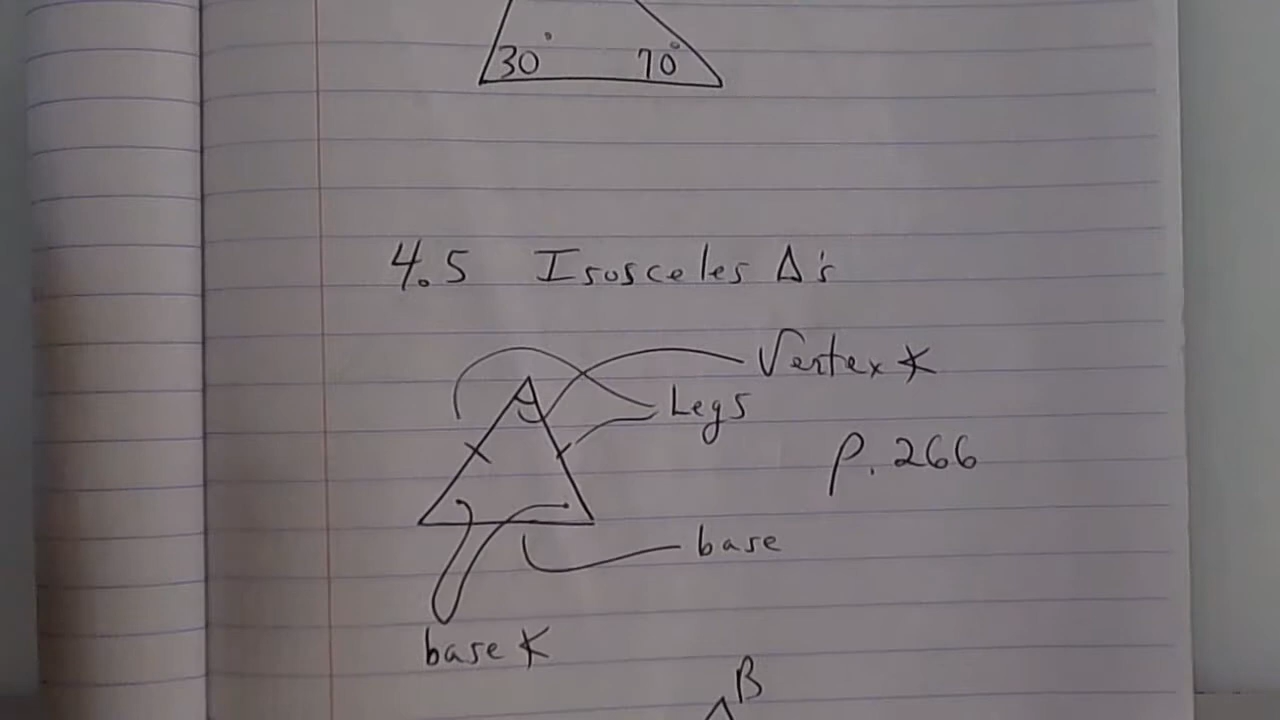 30° 70°
4.5 Isosceles Δ's
Vertex ∡
Legs
p. 266
base
base ∡
B